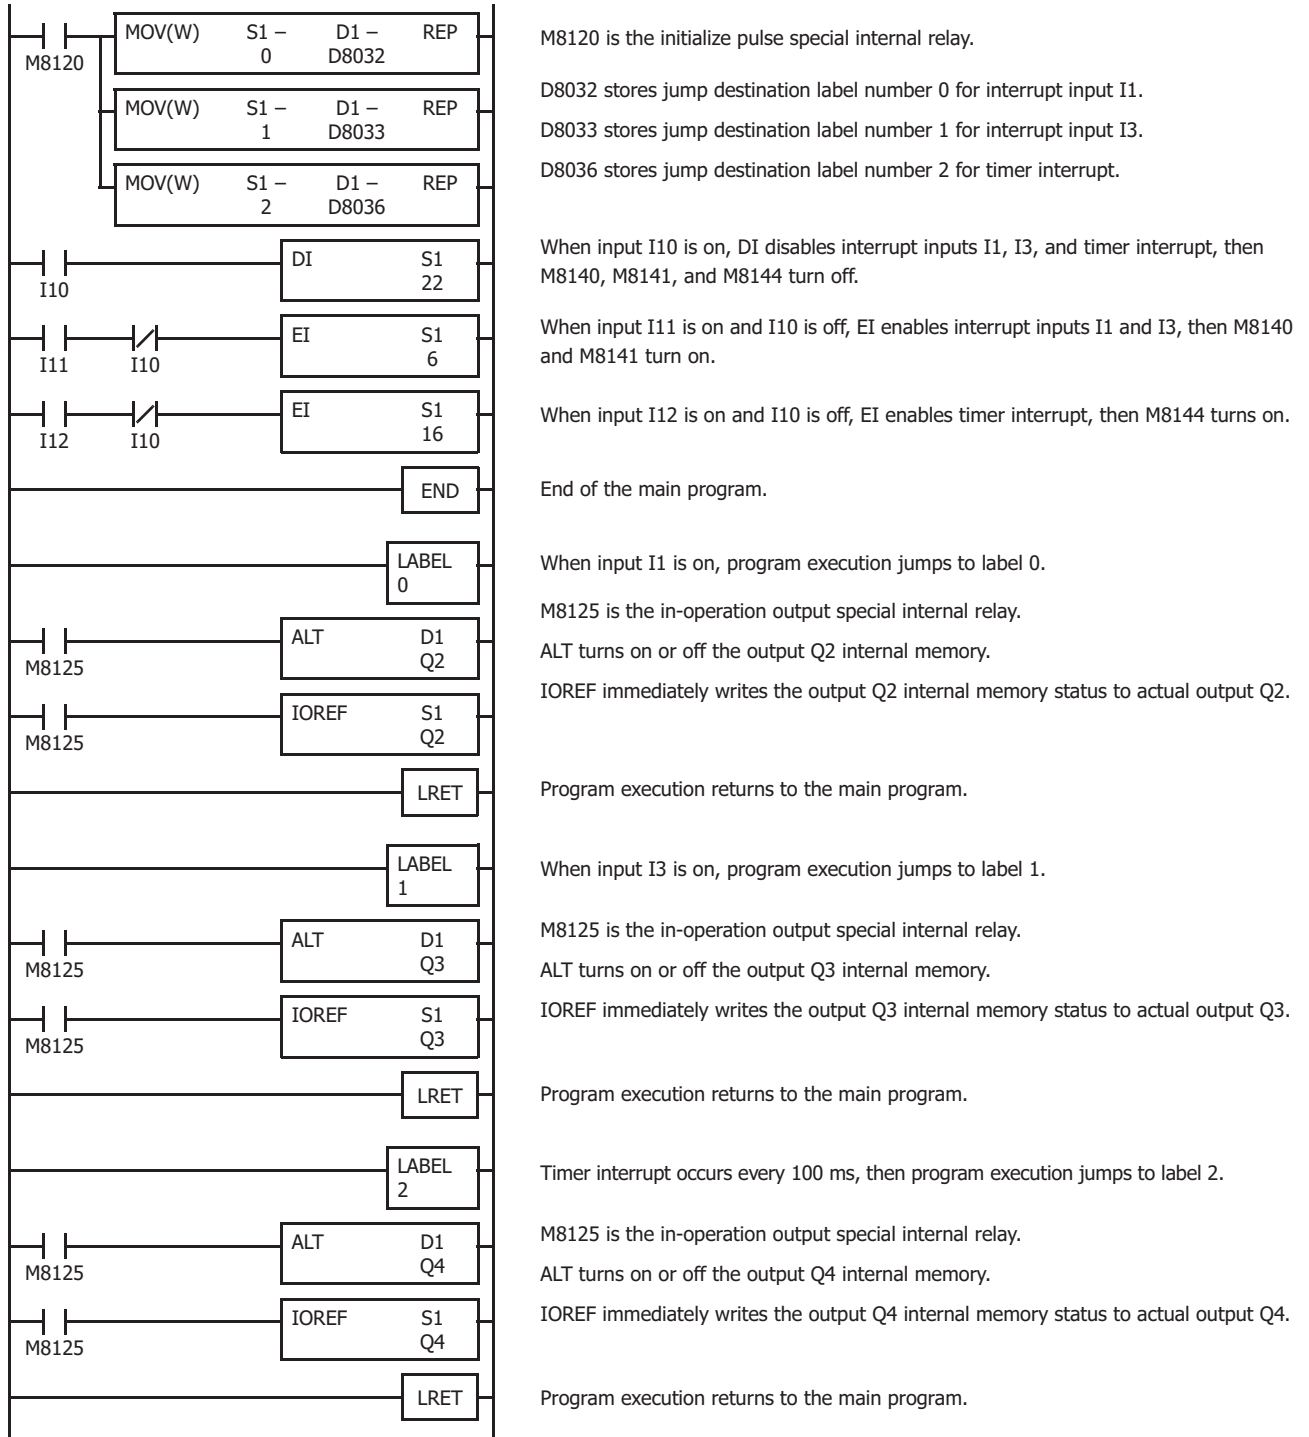 MOV(W) S1 – D1 – REP
0 D8032
M8120
M8120 is the initialize pulse special internal relay.
D8032 stores jump destination label number 0 for interrupt input I1.
MOV(W) S1 – D1 – REP
1 D8033
D8033 stores jump destination label number 1 for interrupt input I3.
MOV(W) S1 – D1 – REP
2 D8036
D8036 stores jump destination label number 2 for timer interrupt.
DI S1
22
I10
When input I10 is on, DI disables interrupt inputs I1, I3, and timer interrupt, then
M8140, M8141, and M8144 turn off.
EI S1
6
I11 I10
When input I11 is on and I10 is off, EI enables interrupt inputs I1 and I3, then M8140
and M8141 turn on.
EI S1
16
I12 I10
When input I12 is on and I10 is off, EI enables timer interrupt, then M8144 turns on.
END
End of the main program.
LABEL
0
When input I1 is on, program execution jumps to label 0.
M8125 is the in-operation output special internal relay.
ALT D1
Q2
M8125
ALT turns on or off the output Q2 internal memory.
IOREF S1
Q2
M8125
IOREF immediately writes the output Q2 internal memory status to actual output Q2.
LRET
Program execution returns to the main program.
LABEL
1
When input I3 is on, program execution jumps to label 1.
M8125 is the in-operation output special internal relay.
ALT D1
Q3
M8125
ALT turns on or off the output Q3 internal memory.
IOREF S1
Q3
M8125
IOREF immediately writes the output Q3 internal memory status to actual output Q3.
LRET
Program execution returns to the main program.
LABEL
2
Timer interrupt occurs every 100 ms, then program execution jumps to label 2.
M8125 is the in-operation output special internal relay.
ALT D1
Q4
M8125
ALT turns on or off the output Q4 internal memory.
IOREF S1
Q4
M8125
IOREF immediately writes the output Q4 internal memory status to actual output Q4.
LRET
Program execution returns to the main program.